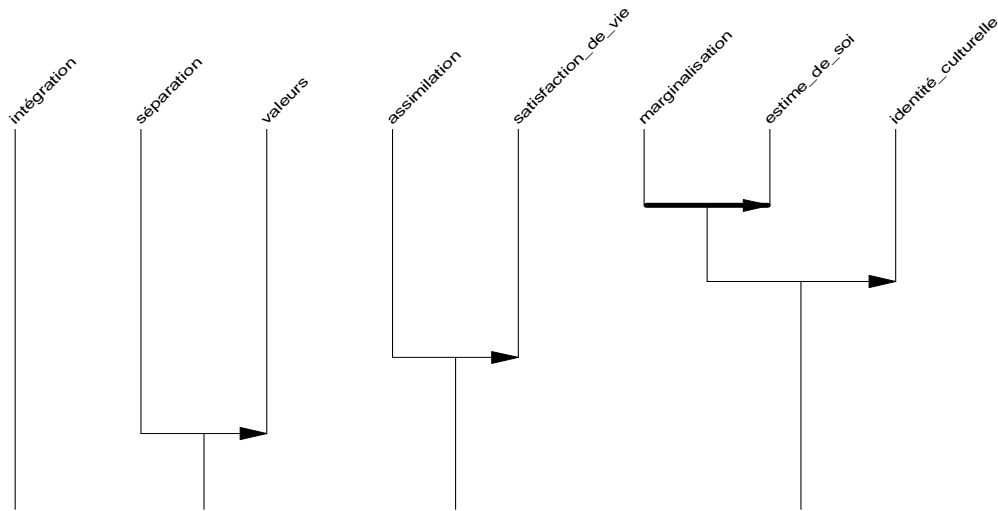 intégration
séparation
valeurs
assimilation
satisfaction_de_vie
marginalisation
estime_de_soi
identité_culturelle